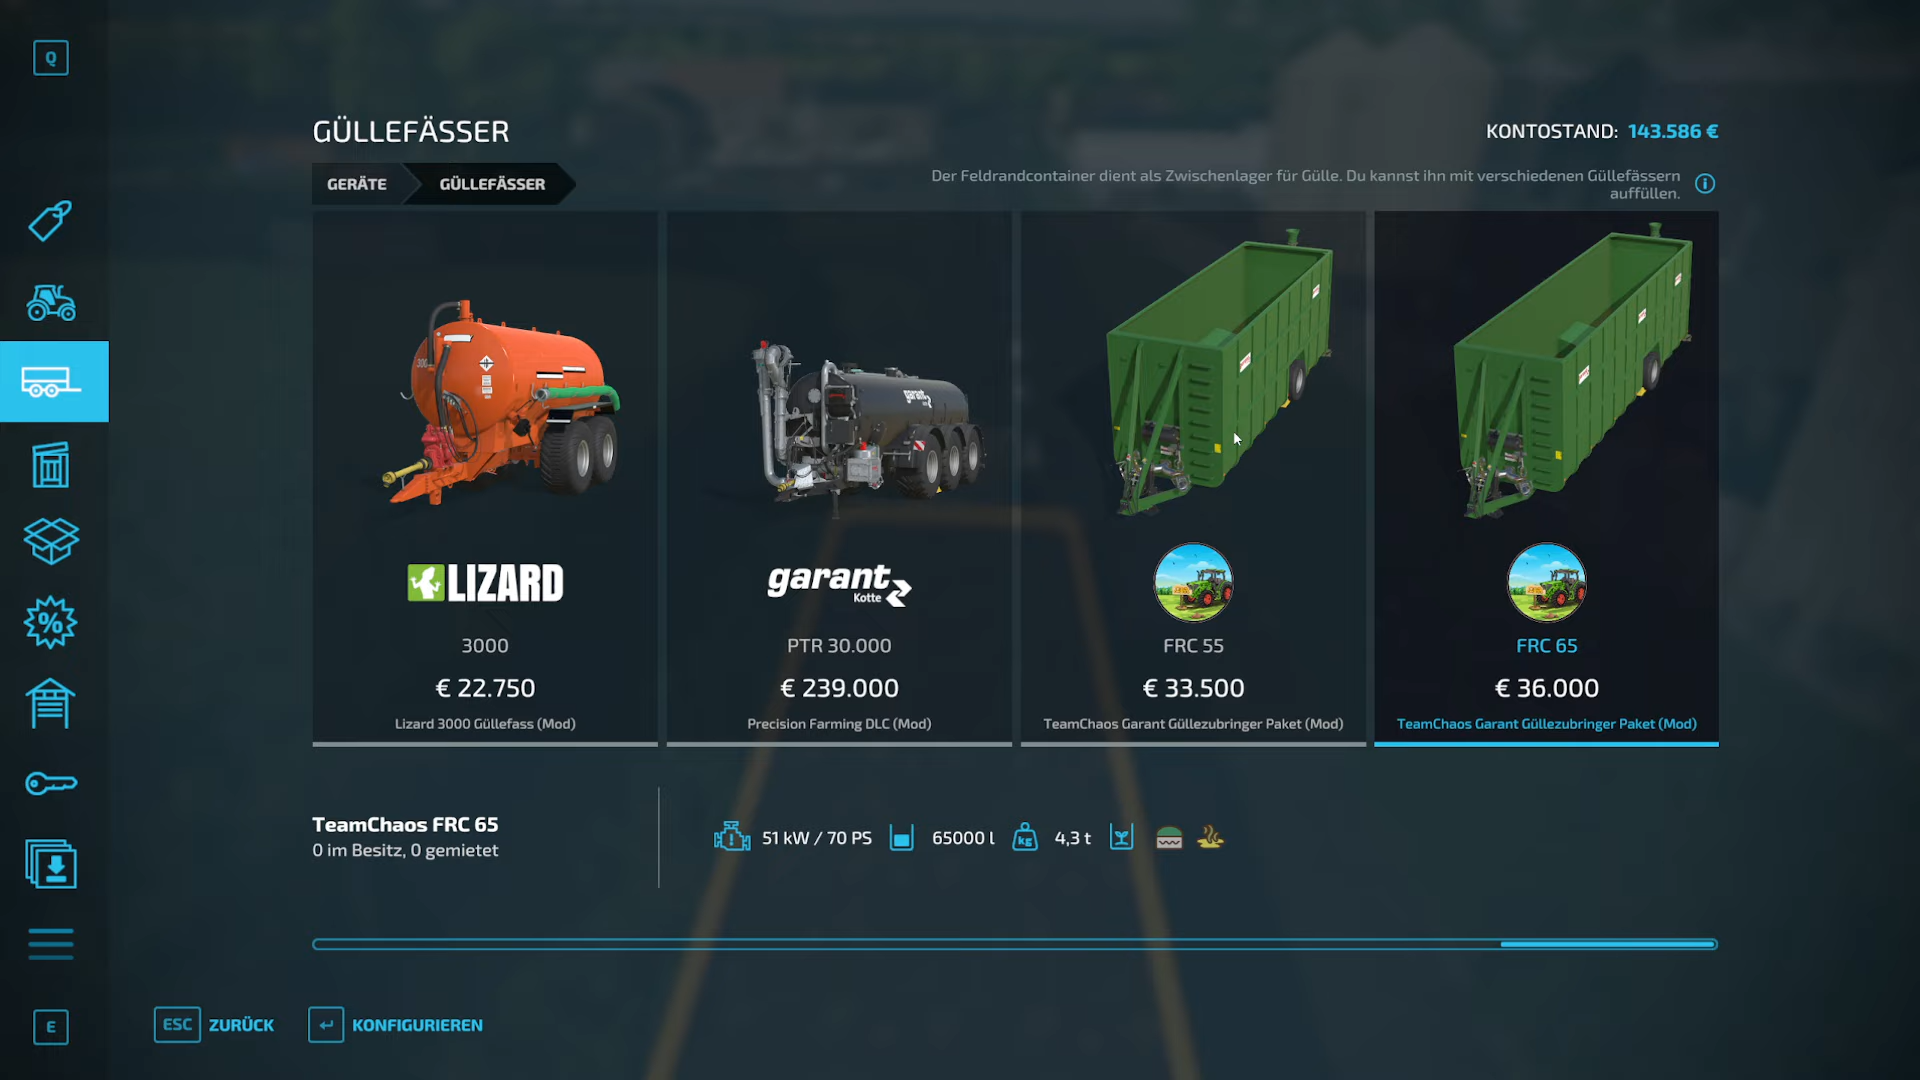 Q
GÜLLEFÄSSER
KONTOSTAND: 143.586 €
GERÄTE
GÜLLEFÄSSER
Der Feldrandcontainer dient als Zwischenlager für Gülle. Du kannst ihn mit verschiedenen Güllefässern
auffüllen.
300
garant
LIZARD
garant
Kotte
3000
PTR 30.000
FRC 55
FRC 65
€ 22.750
€ 239.000
€ 33.500
€ 36.000
Lizard 3000 Güllefass (Mod)
Precision Farming DLC (Mod)
TeamChaos Garant Güllezubringer Paket (Mod)
TeamChaos Garant Güllezubringer Paket (Mod)
TeamChaos FRC 65
0 im Besitz, 0 gemietet
51 kW / 70 PS
65000 l
kg
4,3 t
E
ESC ZURÜCK
KONFIGURIEREN